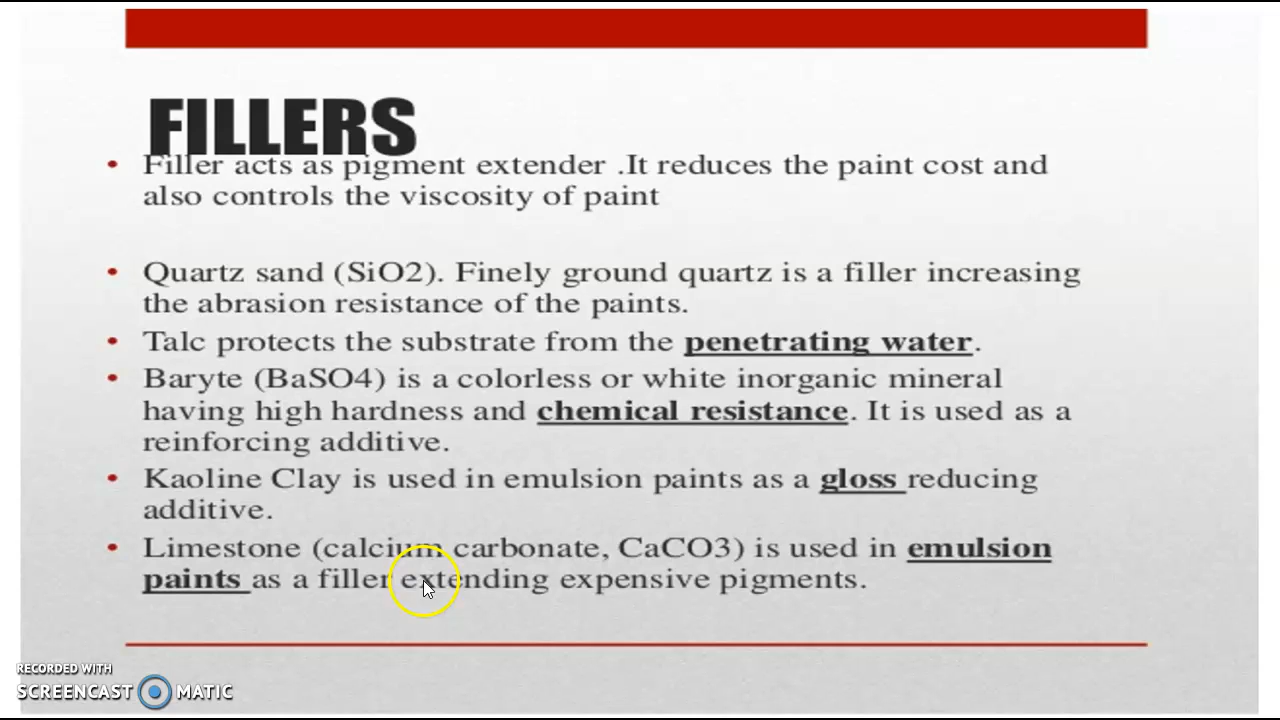 FILLERS
• Filler acts as pigment extender .It reduces the paint cost and
also controls the viscosity of paint
• Quartz sand (SiO2). Finely ground quartz is a filler increasing
the abrasion resistance of the paints.
• Talc protects the substrate from the penetrating water.
• Baryte (BaSO4) is a colorless or white inorganic mineral
having high hardness and chemical resistance. It is used as a
reinforcing additive.
• Kaoline Clay is used in emulsion paints as a gloss reducing
additive.
• Limestone (calcium carbonate, CaCO3) is used in emulsion
paints as a filler extending expensive pigments.
RECORDED WITH
SCREENCAST MATIC